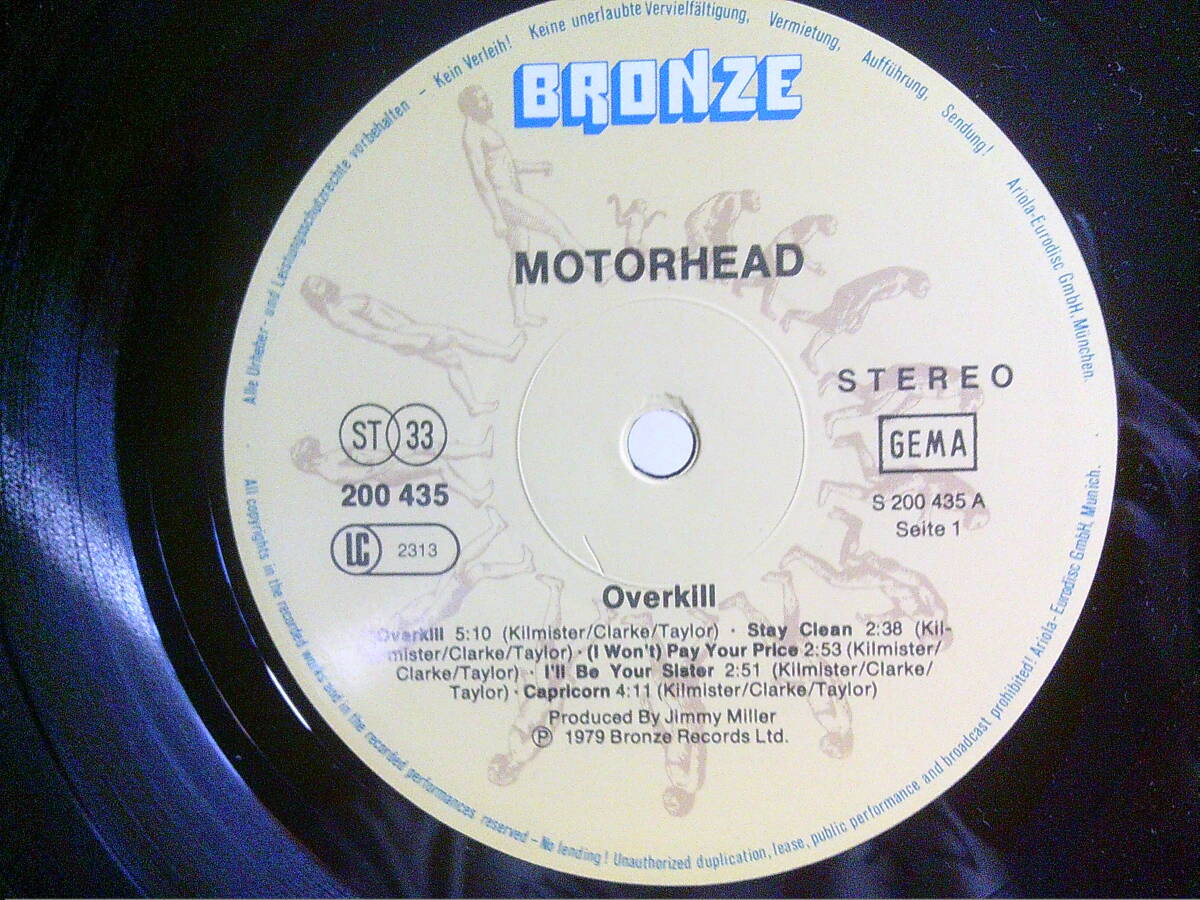 Alle Urheber- und Leistungsschutzrechte vorbehalten – Kein Verleih! Keine unerlaubte Vervielfältigung, Vermietung, Aufführung, Sendung!
BRONZE
Ariola-Eurodisc GmbH, München.
MOTORHEAD
STEREO
ST 33
GEMA
200 435
S 200 435 A
LC 2313
Seite 1
Overkill
Overkill 5:10 (Kilmister/Clarke/Taylor) · Stay Clean 2:38 (Kil-
mister/Clarke/Taylor) · (I Won't) Pay Your Price 2:53 (Kilmister/
Clarke/Taylor) · I'll Be Your Sister 2:51 (Kilmister/Clarke/
Taylor) · Capricorn 4:11 (Kilmister/Clarke/Taylor)
Produced By Jimmy Miller
Ⓟ 1979 Bronze Records Ltd.
All copyrights in the recorded works and in the recorded performances reserved – No lending! Unauthorized duplication, lease, public performance and broadcast prohibited! Ariola-Eurodisc GmbH, Munich.